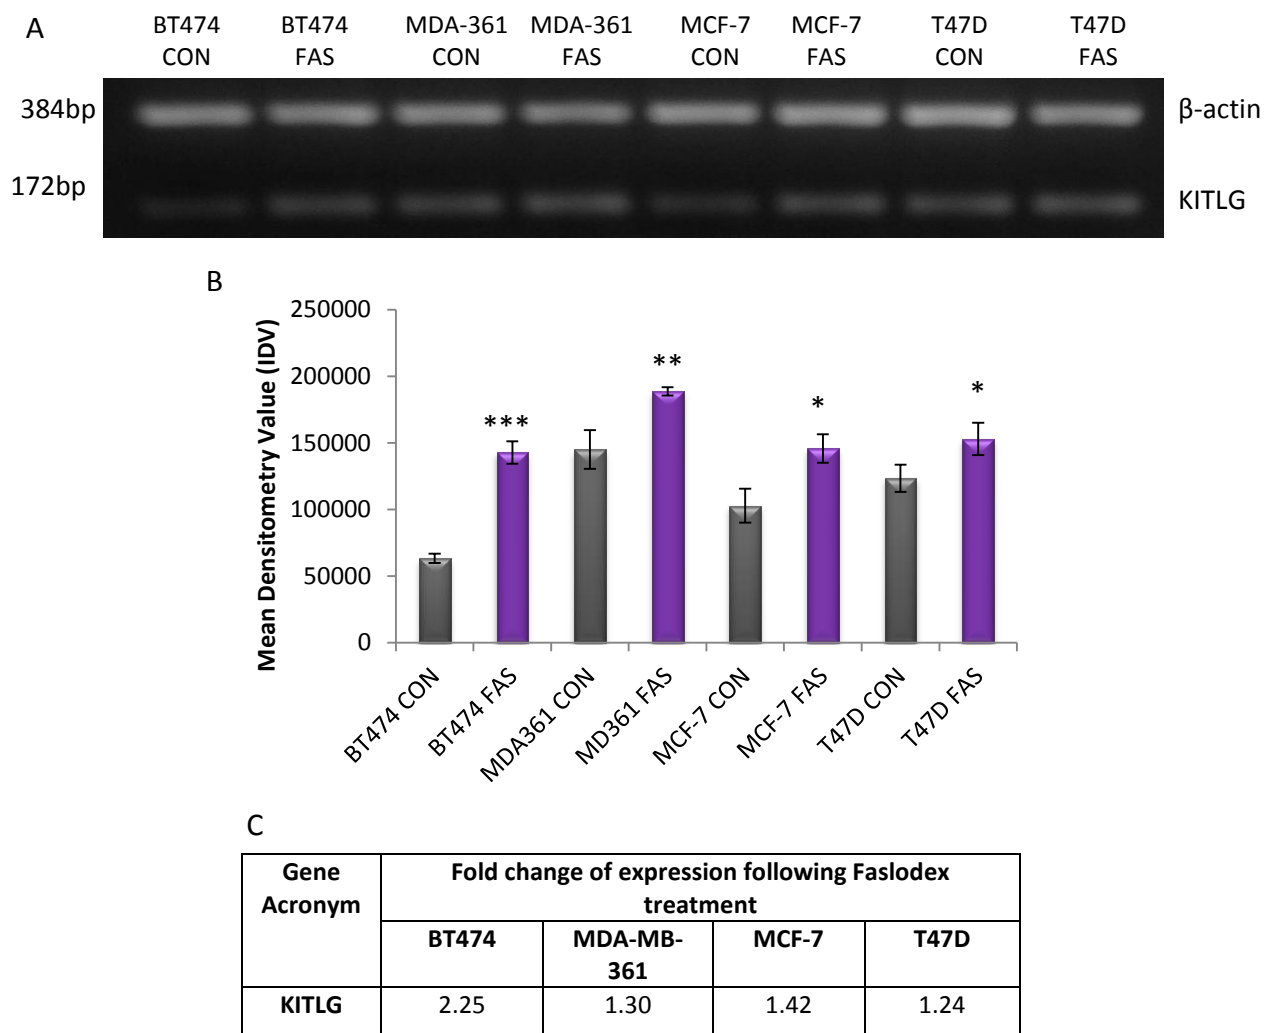 A
BT474 BT474 MDA-361 MDA-361 MCF-7 MCF-7 T47D T47D
CON FAS CON FAS CON FAS CON FAS
384bp
β-actin
172bp
KITLG
B
Mean Densitometry Value (IDV)
250000
200000
150000
100000
50000
0
***
**
*
*
BT474 CON
BT474 FAS
MDA361 CON
MD361 FAS
MCF-7 CON
MCF-7 FAS
T47D CON
T47D FAS
C
Gene
Acronym
Fold change of expression following Faslodex
treatment
BT474
MDA-MB-
361
MCF-7
T47D
KITLG 2.25 1.30 1.42 1.24